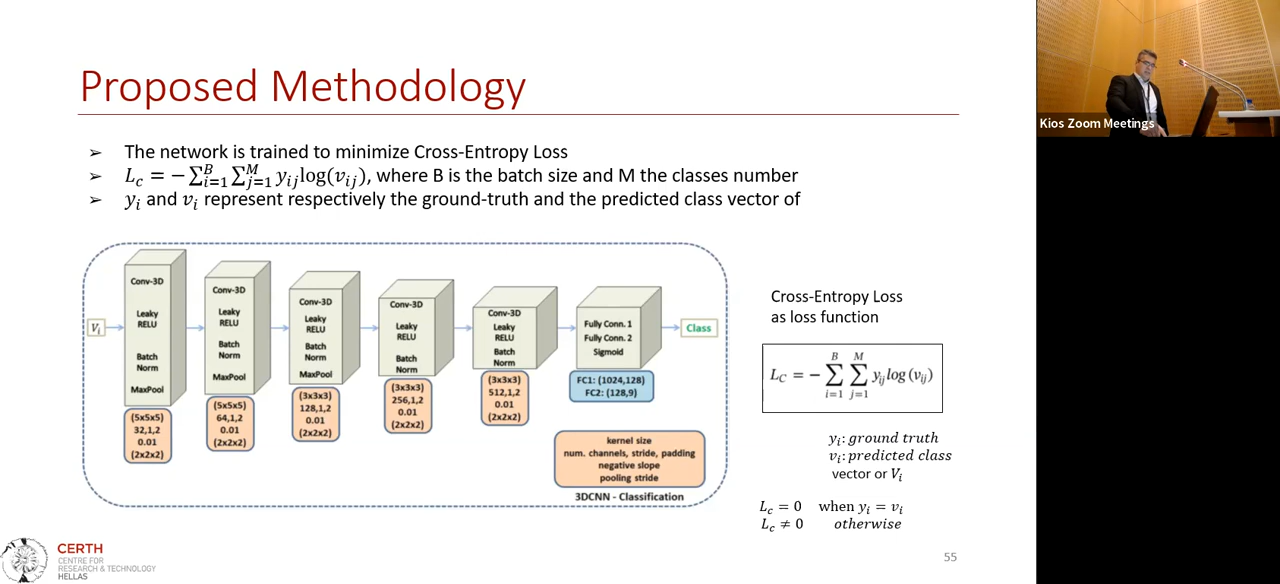 Proposed Methodology
➢ The network is trained to minimize Cross-Entropy Loss
➢ L_c = −∑_{i=1}^{B} ∑_{j=1}^{M} y_{ij}log(v_{ij}), where B is the batch size and M the classes number
➢ y_i and v_i represent respectively the ground-truth and the predicted class vector of
V_i
Conv-3D
Leaky
RELU
Batch
Norm
MaxPool
(5x5x5)
32,1,2
0.01
(2x2x2)
Conv-3D
Leaky
RELU
Batch
Norm
MaxPool
(5x5x5)
64,1,2
0.01
(2x2x2)
Conv-3D
Leaky
RELU
Batch
Norm
MaxPool
(3x3x3)
128,1,2
0.01
(2x2x2)
Conv-3D
Leaky
RELU
Batch
Norm
(3x3x3)
256,1,2
0.01
(2x2x2)
Conv-3D
Leaky
RELU
Batch
Norm
(3x3x3)
512,1,2
0.01
(2x2x2)
Fully Conn. 1
Fully Conn. 2
Sigmoid
FC1: (1024,128)
FC2: (128,9)
Class
kernel size
num. channels, stride, padding
negative slope
pooling stride
3DCNN - Classification
Cross-Entropy Loss
as loss function
L_C = − ∑_{i=1}^{B} ∑_{j=1}^{M} y_{ij}log(v_{ij})
y_i: ground truth
v_i: predicted class
vector or V_i
L_c = 0 when y_i = v_i
L_c ≠ 0 otherwise
CERTH
CENTRE FOR
RESEARCH & TECHNOLOGY
HELLAS
55
Kios Zoom Meetings